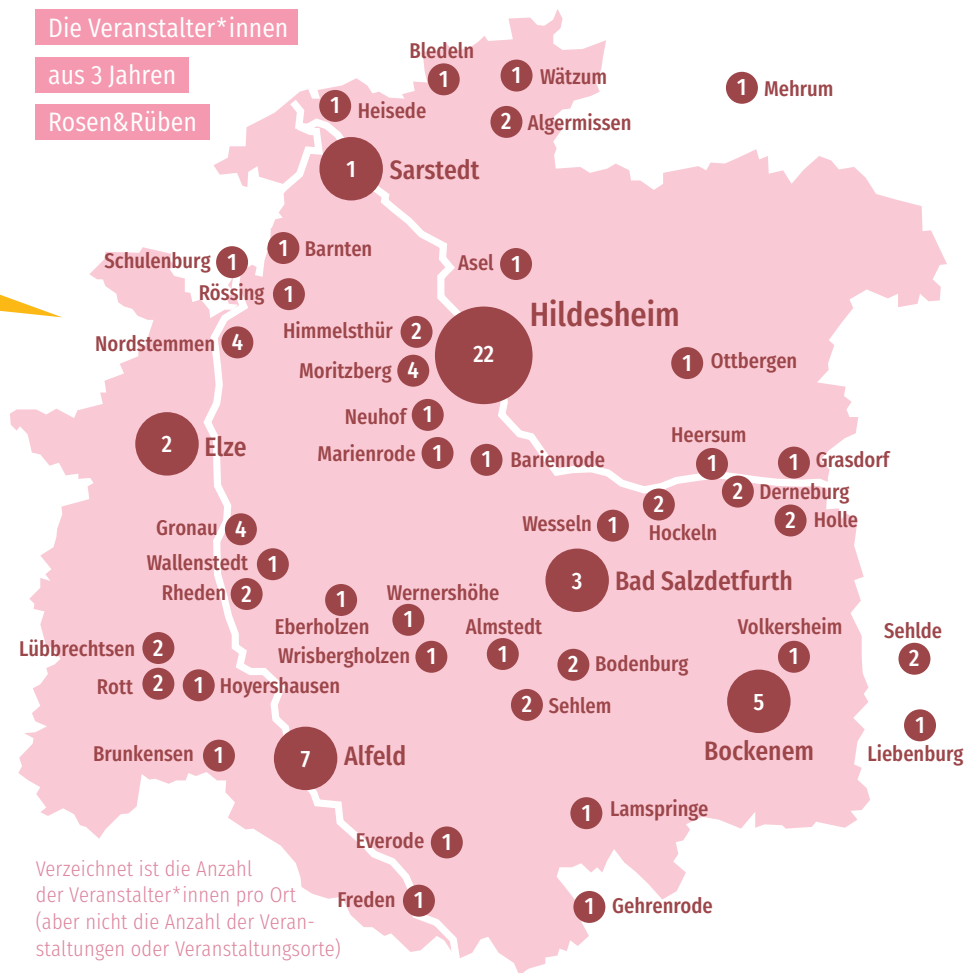 Die Veranstalter*innen
aus 3 Jahren
Rosen&Rüben
Bledeln
1
1 Wätzum
1 Mehrum
1 Heisede
2 Algermissen
1 Sarstedt
1 Barnten
Schulenburg 1
Asel 1
Rössing 1
Hildesheim
22
Himmelsthür 2
Nordstemmen 4
Moritzberg 4
1 Ottbergen
Neuhof 1
2 Elze
Marienrode 1
1 Barienrode
Heersum
1
1 Grasdorf
2 Derneburg
2
Hockeln
2 Holle
Wesseln 1
Gronau 4
Wallenstedt 1
Rheden 2
3 Bad Salzdetfurth
1
Eberholzen
Wernershöhe
1
Almstedt
1
Volkersheim
1
Sehlde
2
Lübbrechtsen 2
Wrisbergholzen 1
2 Bodenburg
Rott 2
1 Hoyershausen
2 Sehlem
5
Bockenem
1
Liebenburg
Brunkensen 1
7 Alfeld
1 Lamspringe
Everode 1
Freden 1
1 Gehrenrode
Verzeichnet ist die Anzahl
der Veranstalter*innen pro Ort
(aber nicht die Anzahl der Veran-
staltungen oder Veranstaltungsorte)